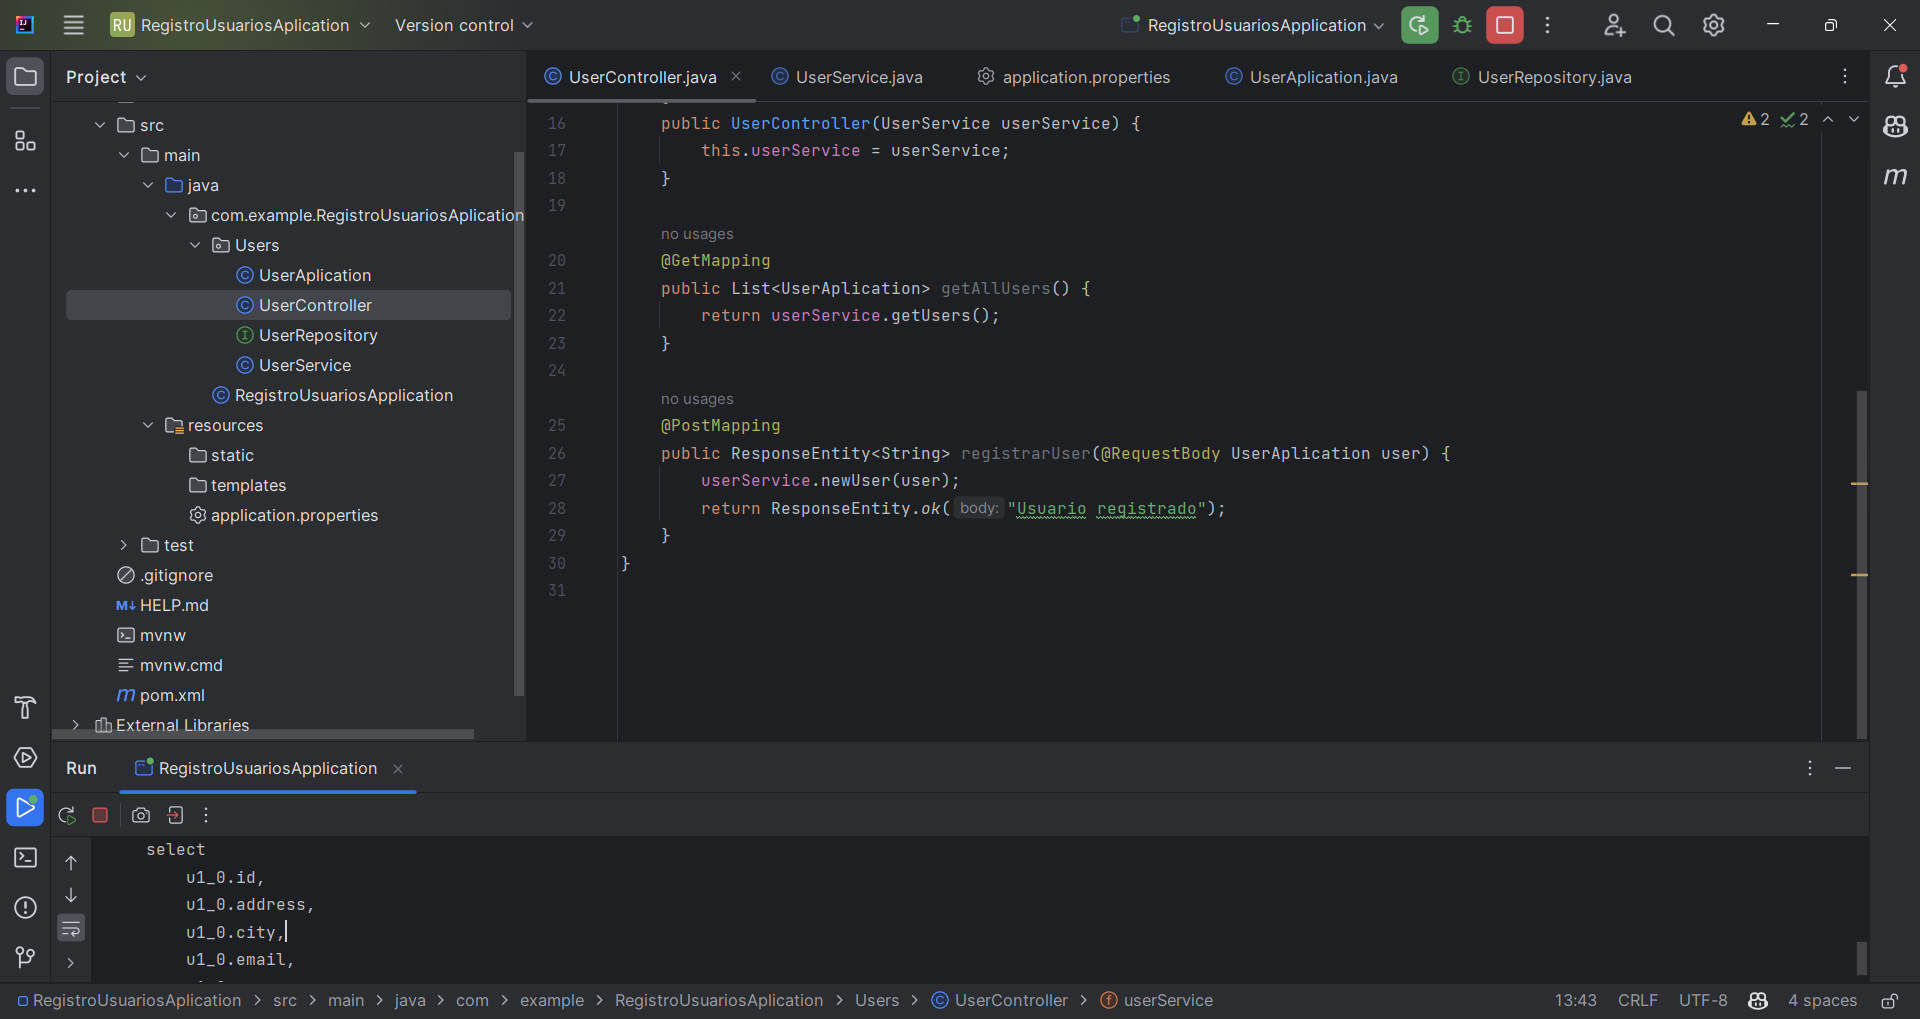 RU RegistroUsuariosAplication Version control RegistroUsuariosApplication
Project
UserController.java UserService.java application.properties UserAplication.java UserRepository.java
src
main
java
com.example.RegistroUsuariosAplication
Users
UserAplication
UserController
UserRepository
UserService
RegistroUsuariosApplication
resources
static
templates
application.properties
test
.gitignore
HELP.md
mvnw
mvnw.cmd
pom.xml
External Libraries
2 2
16 public UserController(UserService userService) {
17 this.userService = userService;
18 }
19
no usages
20 @GetMapping
21 public List<UserAplication> getAllUsers() {
22 return userService.getUsers();
23 }
24
no usages
25 @PostMapping
26 public ResponseEntity<String> registrarUser(@RequestBody UserAplication user) {
27 userService.newUser(user);
28 return ResponseEntity.ok( body: "Usuario registrado");
29 }
30 }
31
Run RegistroUsuariosApplication
select
u1_0.id,
u1_0.address,
u1_0.city,
u1_0.email,
RegistroUsuariosAplication > src > main > java > com > example > RegistroUsuariosAplication > Users > UserController > userService 13:43 CRLF UTF-8 4 spaces